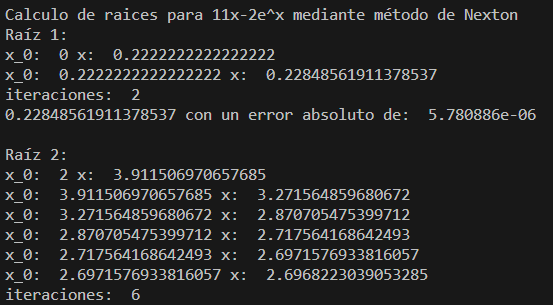 Calculo de raices para 11x-2e^x mediante método de Nexton
Raíz 1:
x_0:  0 x:  0.2222222222222222
x_0:  0.2222222222222222 x:  0.22848561911378537
iteraciones:  2
0.22848561911378537 con un error absoluto de:  5.780886e-06

Raíz 2:
x_0:  2 x:  3.911506970657685
x_0:  3.911506970657685 x:  3.271564859680672
x_0:  3.271564859680672 x:  2.870705475399712
x_0:  2.870705475399712 x:  2.717564168642493
x_0:  2.717564168642493 x:  2.6971576933816057
x_0:  2.6971576933816057 x:  2.6968223039053285
iteraciones:  6